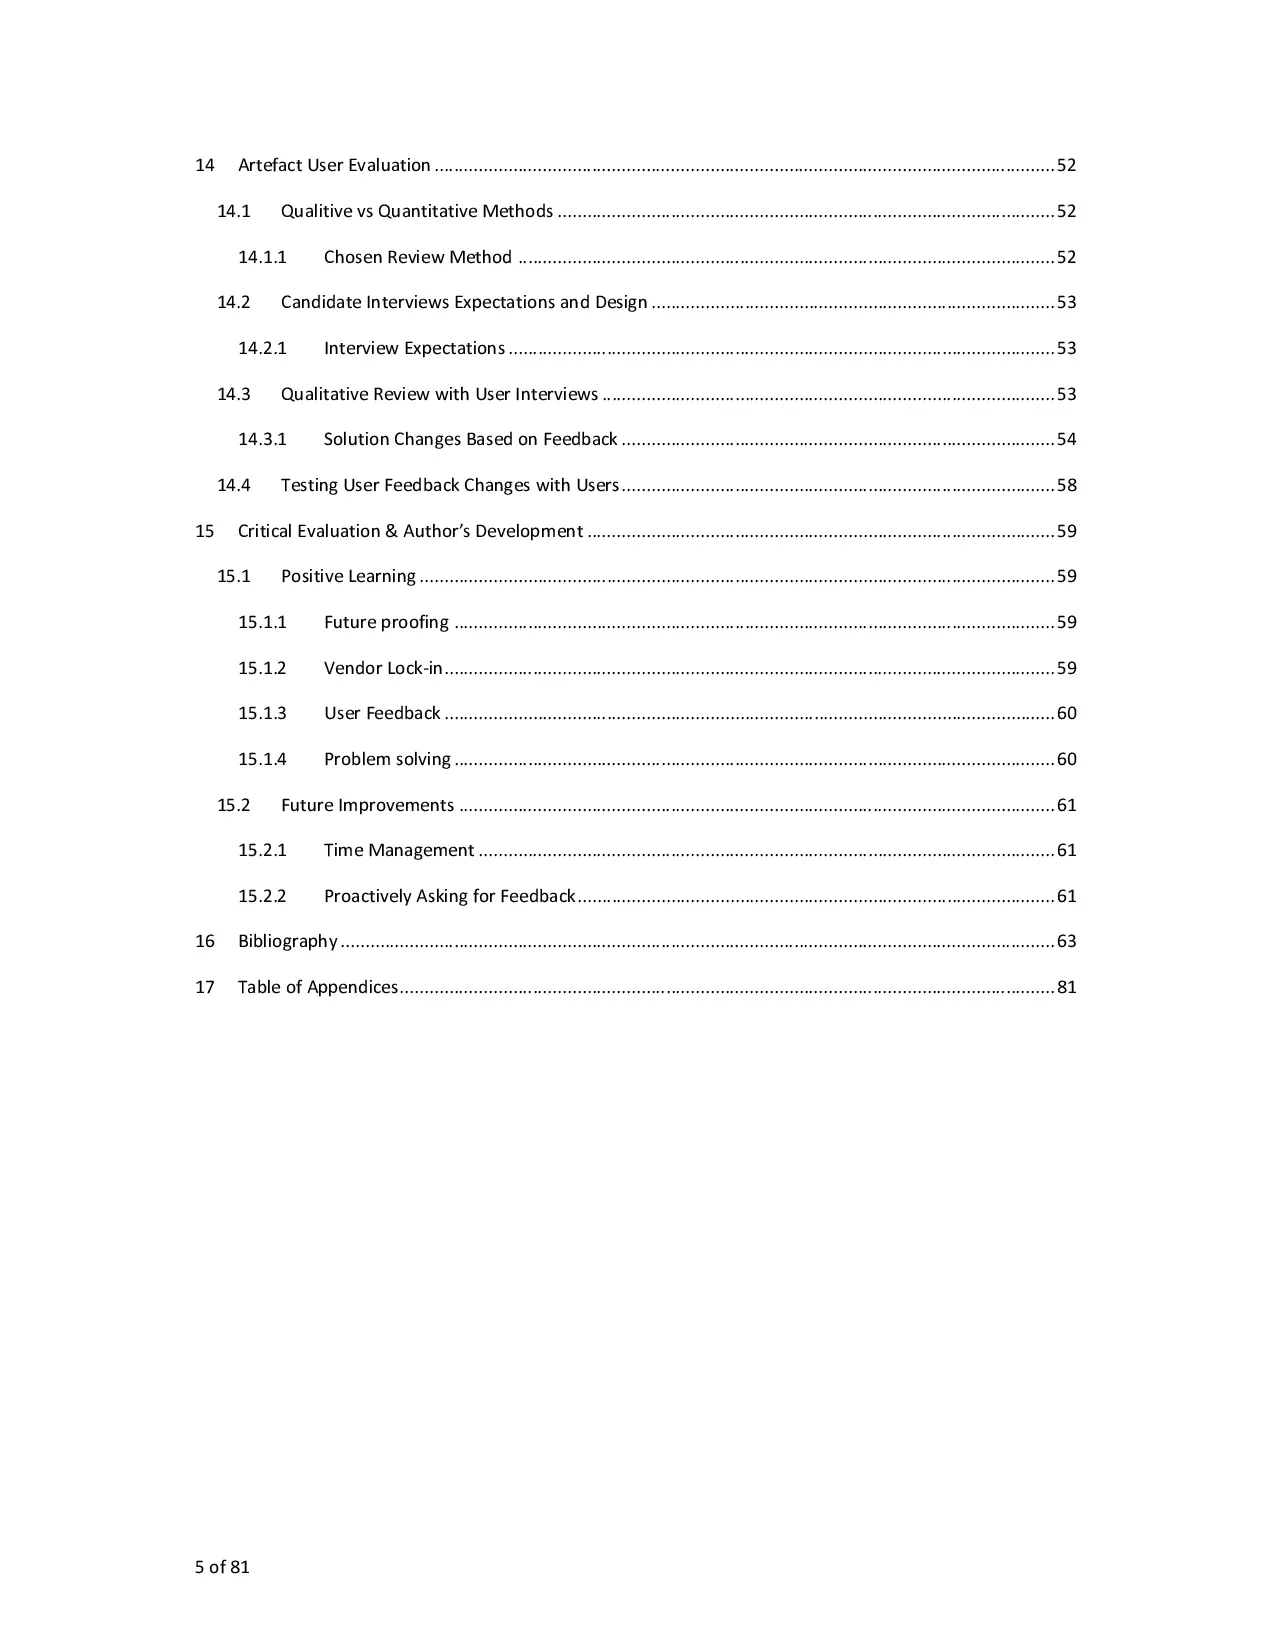 14 Artefact User Evaluation ........................................................ 52
14.1 Qualitive vs Quantitative Methods ........................................................ 52
14.1.1 Chosen Review Method ........................................................ 52
14.2 Candidate Interviews Expectations and Design ........................................................ 53
14.2.1 Interview Expectations ........................................................ 53
14.3 Qualitative Review with User Interviews ........................................................ 53
14.3.1 Solution Changes Based on Feedback ........................................................ 54
14.4 Testing User Feedback Changes with Users ........................................................ 58
15 Critical Evaluation & Author’s Development ........................................................ 59
15.1 Positive Learning ........................................................ 59
15.1.1 Future proofing ........................................................ 59
15.1.2 Vendor Lock-in ........................................................ 59
15.1.3 User Feedback ........................................................ 60
15.1.4 Problem solving ........................................................ 60
15.2 Future Improvements ........................................................ 61
15.2.1 Time Management ........................................................ 61
15.2.2 Proactively Asking for Feedback ........................................................ 61
16 Bibliography ........................................................ 63
17 Table of Appendices ........................................................ 81
5 of 81